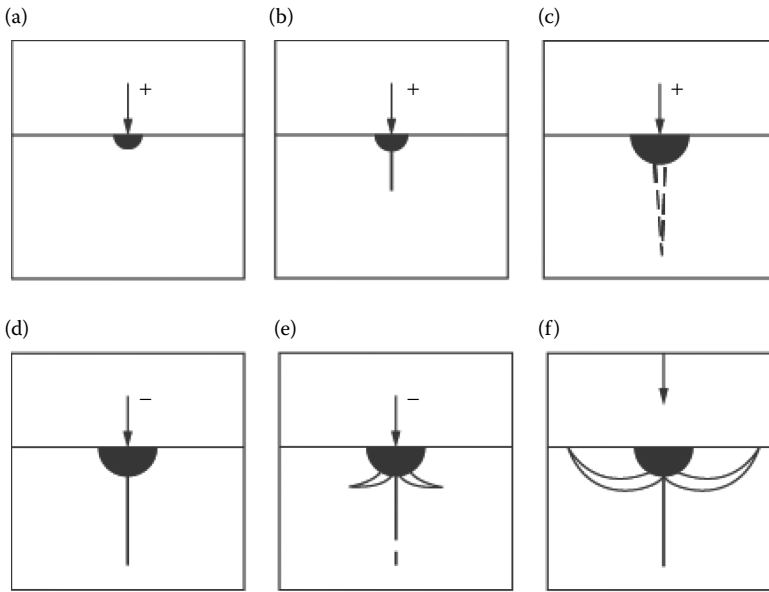 (a) (b) (c)
+ + +
(d) (e) (f)
− −